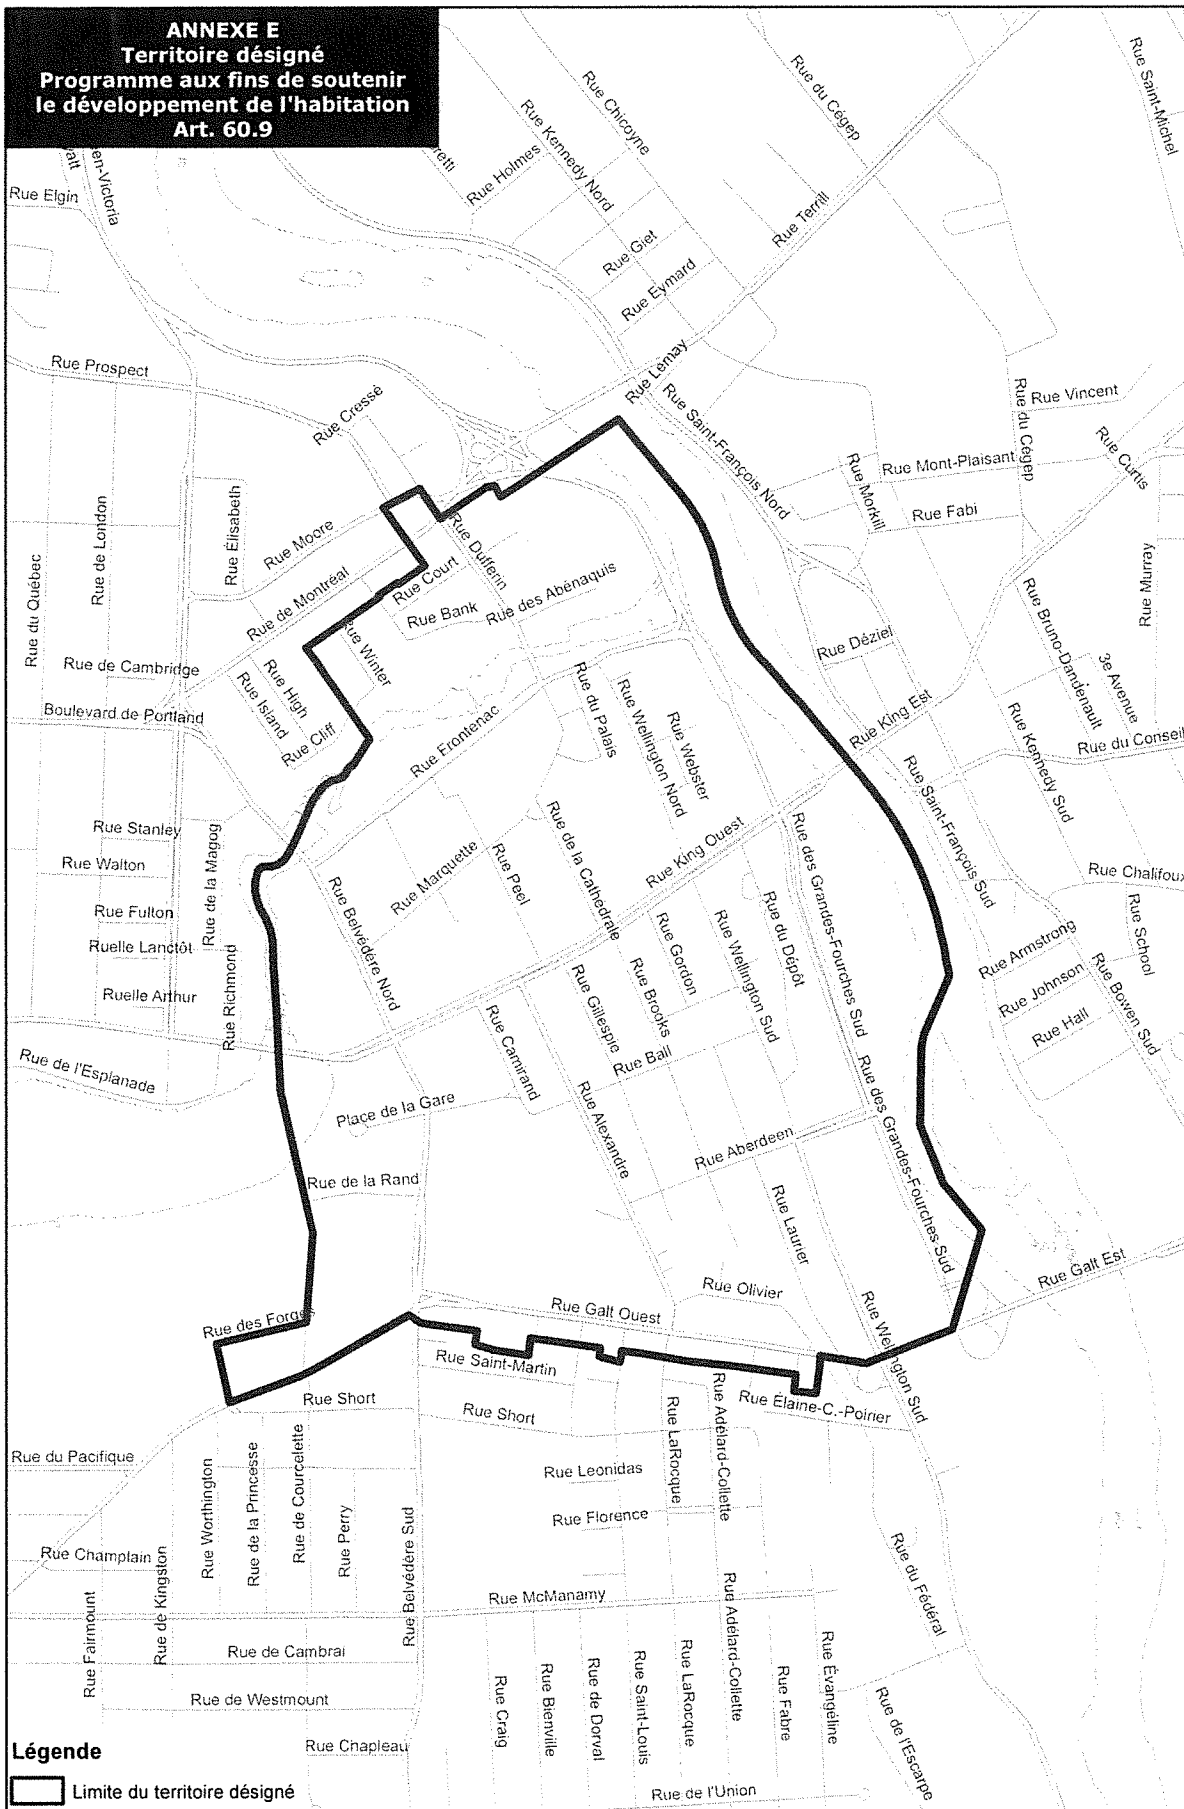 ANNEXE E
Territoire désigné
Programme aux fins de soutenir
le développement de l'habitation
Art. 60.9
Rue Saint-Michel
Rue du Cégep
Rue Chicoyne
Rue Kennedy Nord
Rue Holmes
Rue Elgin
Rue Terrill
Rue Giet
Rue Eymard
Rue Prospect
Rue Lemay
Rue Cressé
Rue Saint-François Nord
Rue du Cégep
Rue Vincent
Rue Curtis
Rue Mont-Plaisant
Rue Morkill
Rue Fabi
Rue Murray
Rue de London
Rue Élisabeth
Rue Moore
Rue du Québec
Rue de Montréal
Rue Dufferin
Rue Court
Rue Bank
Rue des Abénaquis
Rue Winter
Rue Déziel
Rue Bruno-Dandenault
3e Avenue
Rue de Cambridge
Rue High
Rue Island
Rue Cliff
Boulevard de Portland
Rue Frontenac
Rue du Palais
Rue Wellington Nord
Rue Webster
Rue King Est
Rue Kennedy Sud
Rue du Conseil
Rue Saint-François Sud
Rue Stanley
Rue Walton
Rue de la Magog
Rue Fulton
Ruelle Lanctôt
Ruelle Arthur
Rue Richmond
Rue Belvédère Nord
Rue Marquette
Rue Peel
Rue de la Cathédrale
Rue King Ouest
Rue des Grandes-Fourches Sud
Rue Chalifoux
Rue School
Rue Armstrong
Rue Johnson
Rue Hall
Rue Bowen Sud
Rue du Dépôt
Rue Wellington Sud
Rue Gordon
Rue Brooks
Rue Gillespie
Rue Ball
Rue Camirand
Rue de l'Esplanade
Place de la Gare
Rue Alexandre
Rue Aberdeen
Rue des Grandes-Fourches Sud
Rue de la Rand
Rue Laurier
Rue Olivier
Rue Galt Est
Rue Galt Ouest
Rue des Forges
Rue Wellington Sud
Rue Saint-Martin
Rue Short
Rue Short
Rue Élaine-C.-Poirier
Rue Adélard-Collette
Rue LaRocque
Rue du Pacifique
Rue Worthington
Rue de la Princesse
Rue de Courcelette
Rue Perry
Rue Leonidas
Rue Florence
Rue Belvédère Sud
Rue Champlain
Rue de Kingston
Rue Fairmount
Rue McManamy
Rue du Fédéral
Rue de Cambrai
Rue de Westmount
Rue Chapleau
Rue Craig
Rue Bienville
Rue de Dorval
Rue Saint-Louis
Rue LaRocque
Rue Adélard-Collette
Rue Fabre
Rue Évangéline
Rue de l'Escarpe
Rue de l'Union
Légende
Limite du territoire désigné